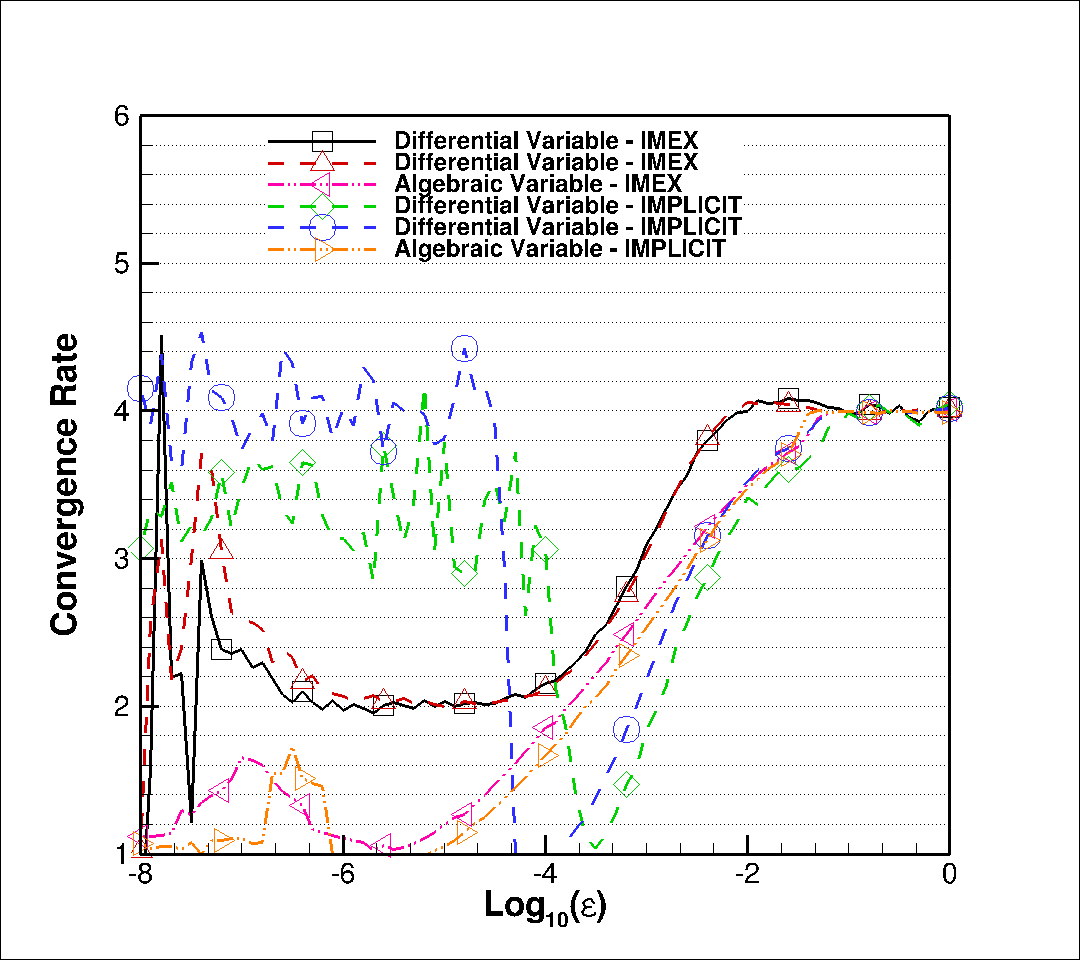 6
Differential Variable - IMEX
Differential Variable - IMEX
Algebraic Variable - IMEX
Differential Variable - IMPLICIT
Differential Variable - IMPLICIT
Algebraic Variable - IMPLICIT
5
4
3
2
1
Convergence Rate
-8 -6 -4 -2 0
Log10(ε)